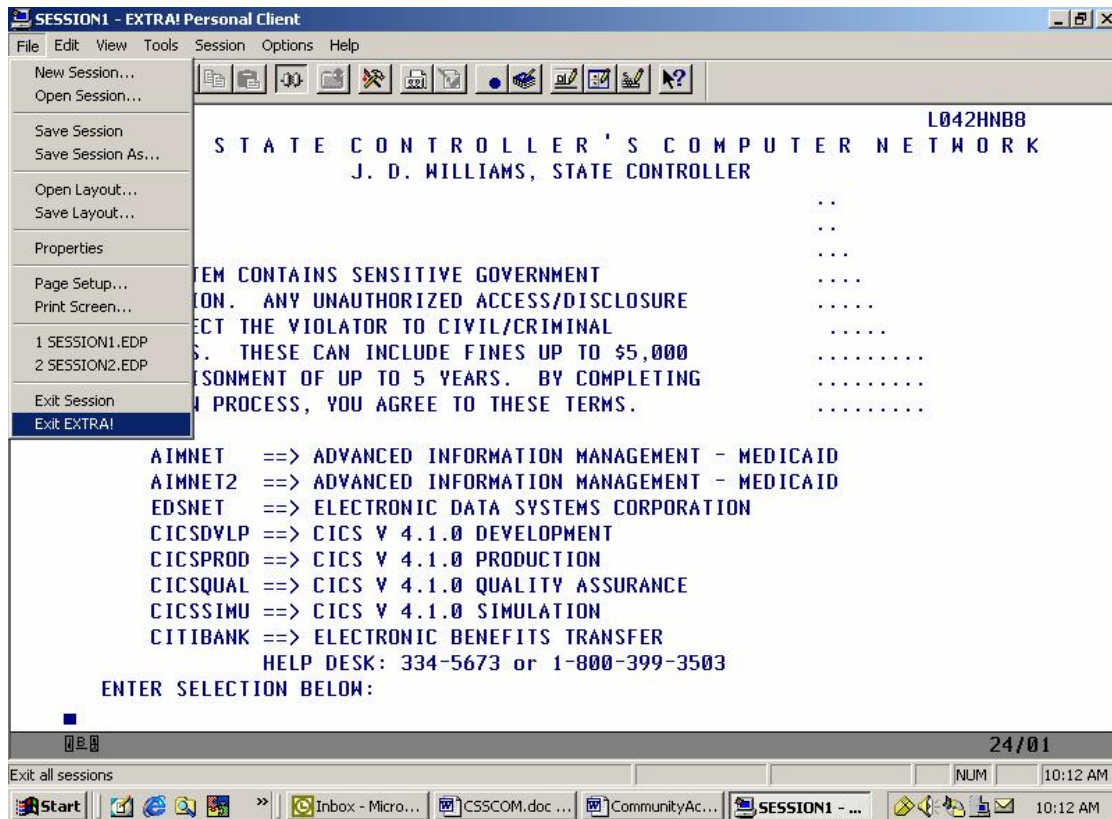 SESSION1 - EXTRA! Personal Client
File Edit View Tools Session Options Help
New Session...
Open Session...
Save Session
Save Session As...
Open Layout...
Save Layout...
Properties
Page Setup...
Print Screen...
1 SESSION1.EDP
2 SESSION2.EDP
Exit Session
Exit EXTRA!
L042HNB8
S T A T E C O N T R O L L E R ' S C O M P U T E R N E T W O R K
J. D. WILLIAMS, STATE CONTROLLER
..
..
...
TEM CONTAINS SENSITIVE GOVERNMENT ....
ION. ANY UNAUTHORIZED ACCESS/DISCLOSURE .....
ECT THE VIOLATOR TO CIVIL/CRIMINAL .....
S. THESE CAN INCLUDE FINES UP TO $5,000 .........
ISONMENT OF UP TO 5 YEARS. BY COMPLETING .........
N PROCESS, YOU AGREE TO THESE TERMS. .........
AIMNET ==> ADVANCED INFORMATION MANAGEMENT - MEDICAID
AIMNET2 ==> ADVANCED INFORMATION MANAGEMENT - MEDICAID
EDSNET ==> ELECTRONIC DATA SYSTEMS CORPORATION
CICSDVLP ==> CICS V 4.1.0 DEVELOPMENT
CICSPROD ==> CICS V 4.1.0 PRODUCTION
CICSQUAL ==> CICS V 4.1.0 QUALITY ASSURANCE
CICSSIMU ==> CICS V 4.1.0 SIMULATION
CITIBANK ==> ELECTRONIC BENEFITS TRANSFER
HELP DESK: 334-5673 or 1-800-399-3503
ENTER SELECTION BELOW:
24/01
Exit all sessions NUM 10:12 AM
Start » Inbox - Micro... CSSCOM.doc ... CommunityAc... SESSION1 - ... 10:12 AM